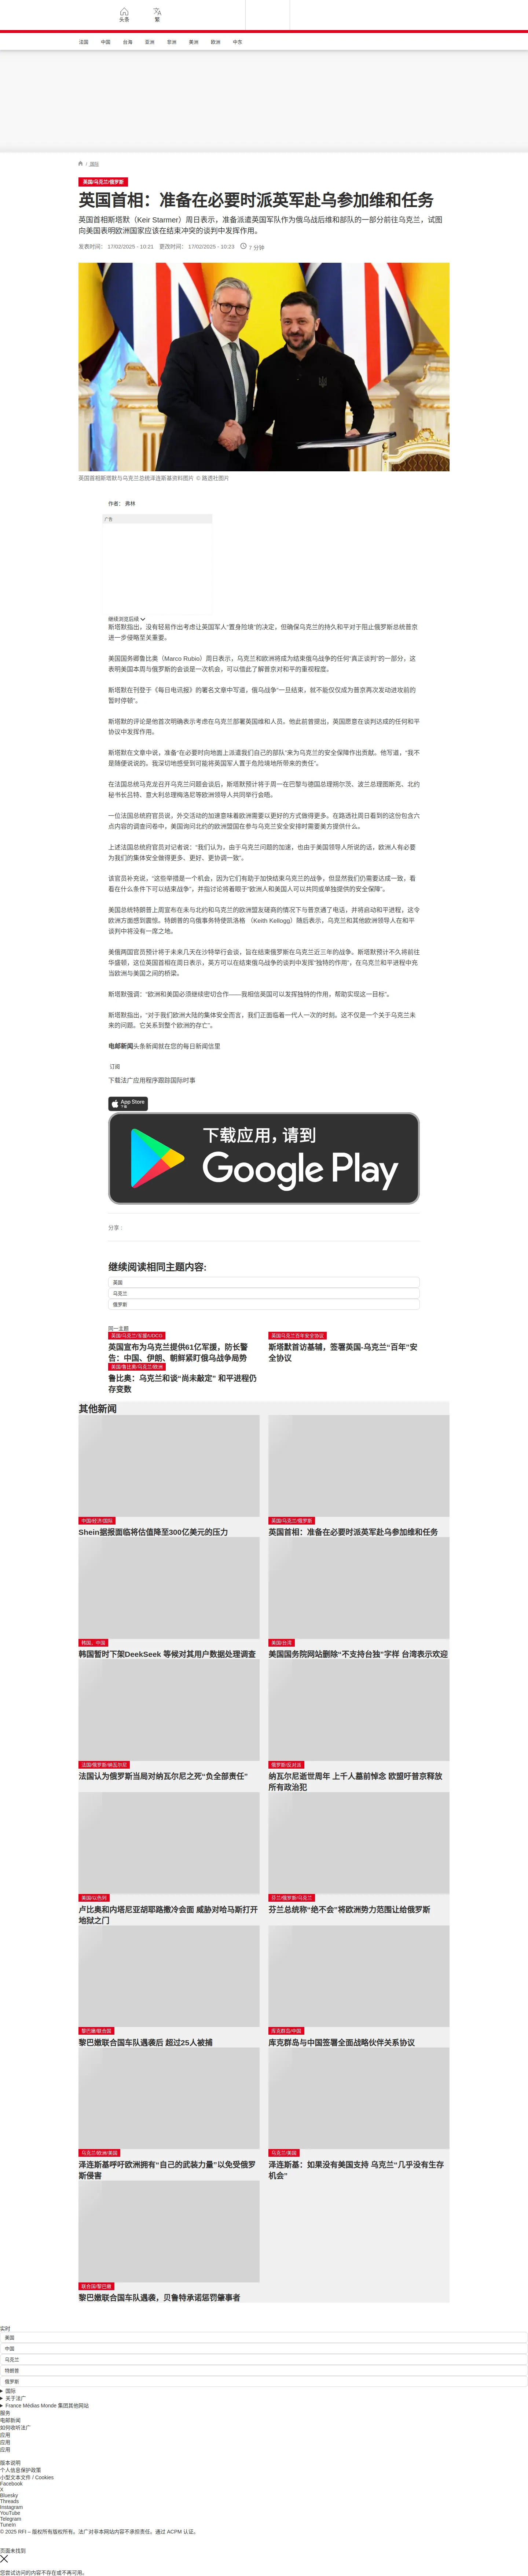 头条
繁
法国
中国
台海
亚洲
非洲
美洲
欧洲
中东
/ 国际
英国/乌克兰/俄罗斯
英国首相：准备在必要时派英军赴乌参加维和任务
英国首相斯塔默（Keir Starmer）周日表示，准备派遣英国军队作为俄乌战后维和部队的一部分前往乌克兰，试图
向美国表明欧洲国家应该在结束冲突的谈判中发挥作用。
发表时间： 17/02/2025 - 10:21 更改时间： 17/02/2025 - 10:23 7 分钟
英国首相斯塔默与乌克兰总统泽连斯基资料图片 © 路透社图片
作者： 弗林
广告
继续浏览后续
斯塔默指出，没有轻易作出考虑让英国军人“置身险境”的决定，但确保乌克兰的持久和平对于阻止俄罗斯总统普京
进一步侵略至关重要。
美国国务卿鲁比奥（Marco Rubio）周日表示，乌克兰和欧洲将成为结束俄乌战争的任何“真正谈判”的一部分，这
表明美国本周与俄罗斯的会谈是一次机会，可以借此了解普京对和平的重视程度。
斯塔默在刊登于《每日电讯报》的署名文章中写道，俄乌战争“一旦结束，就不能仅仅成为普京再次发动进攻前的
暂时停顿”。
斯塔默的评论是他首次明确表示考虑在乌克兰部署英国维和人员。他此前曾提出，英国愿意在谈判达成的任何和平
协议中发挥作用。
斯塔默在文章中说，准备“在必要时向地面上派遣我们自己的部队”来为乌克兰的安全保障作出贡献。他写道，“我不
是随便说说的。我深切地感受到可能将英国军人置于危险境地所带来的责任”。
在法国总统马克龙召开乌克兰问题会谈后，斯塔默预计将于周一在巴黎与德国总理朔尔茨、波兰总理图斯克、北约
秘书长吕特、意大利总理梅洛尼等欧洲领导人共同举行会晤。
一位法国总统府官员说，外交活动的加速意味着欧洲需要以更好的方式做得更多。在路透社周日看到的这份包含六
点内容的调查问卷中，美国询问北约的欧洲盟国在参与乌克兰安全安排时需要美方提供什么。
上述法国总统府官员对记者说：“我们认为，由于乌克兰问题的加速，也由于美国领导人所说的话，欧洲人有必要
为我们的集体安全做得更多、更好、更协调一致”。
该官员补充说，“这些举措是一个机会，因为它们有助于加快结束乌克兰的战争，但显然我们仍需要达成一致，看
看在什么条件下可以结束战争”，并指讨论将着眼于“欧洲人和美国人可以共同或单独提供的安全保障”。
美国总统特朗普上周宣布在未与北约和乌克兰的欧洲盟友磋商的情况下与普京通了电话，并将启动和平进程，这令
欧洲方面感到震惊。特朗普的乌俄事务特使凯洛格 （Keith Kellogg）随后表示，乌克兰和其他欧洲领导人在和平
谈判中将没有一席之地。
美俄两国官员预计将于未来几天在沙特举行会谈，旨在结束俄罗斯在乌克兰近三年的战争。斯塔默预计不久将前往
华盛顿，这位英国首相在周日表示，英方可以在结束俄乌战争的谈判中发挥“独特的作用”，在乌克兰和平进程中充
当欧洲与美国之间的桥梁。
斯塔默强调：“欧洲和美国必须继续密切合作——我相信英国可以发挥独特的作用，帮助实现这一目标”。
斯塔默指出，“对于我们欧洲大陆的集体安全而言，我们正面临着一代人一次的时刻。这不仅是一个关于乌克兰未
来的问题。它关系到整个欧洲的存亡”。
电邮新闻头条新闻就在您的每日新闻信里
订阅
下载法广应用程序跟踪国际时事
App Store
下载
下载应用，请到
Google Play
分享 :
继续阅读相同主题内容:
英国
乌克兰
俄罗斯
同一主题
英国/乌克兰/军援/UDCG
英国宣布为乌克兰提供61亿军援，防长警
告：中国、伊朗、朝鲜紧盯俄乌战争局势
英国乌克兰百年安全协议
斯塔默首访基辅，签署英国-乌克兰“百年”安
全协议
美国/鲁比奥/乌克兰/欧洲
鲁比奥：乌克兰和谈“尚未敲定” 和平进程仍
存变数
其他新闻
中国/经济/国际
Shein据报面临将估值降至300亿美元的压力
英国/乌克兰/俄罗斯
英国首相：准备在必要时派英军赴乌参加维和任务
韩国、中国
韩国暂时下架DeekSeek 等候对其用户数据处理调查
美国/台湾
美国国务院网站删除“不支持台独”字样 台湾表示欢迎
法国/俄罗斯/纳瓦尔尼
法国认为俄罗斯当局对纳瓦尔尼之死“负全部责任”
俄罗斯/反对派
纳瓦尔尼逝世周年 上千人墓前悼念 欧盟吁普京释放
所有政治犯
美国/以色列
卢比奥和内塔尼亚胡耶路撒冷会面 威胁对哈马斯打开
地狱之门
芬兰/俄罗斯/乌克兰
芬兰总统称“绝不会”将欧洲势力范围让给俄罗斯
黎巴嫩/联合国
黎巴嫩联合国车队遇袭后 超过25人被捕
库克群岛/中国
库克群岛与中国签署全面战略伙伴关系协议
乌克兰/欧洲/美国
泽连斯基呼吁欧洲拥有“自己的武装力量”以免受俄罗
斯侵害
乌克兰/美国
泽连斯基：如果没有美国支持 乌克兰“几乎没有生存
机会”
联合国/黎巴嫩
黎巴嫩联合国车队遇袭，贝鲁特承诺惩罚肇事者
实时
美国
中国
乌克兰
特朗普
俄罗斯
国际
关于法广
France Médias Monde 集团其他网站
服务
电邮新闻
如何收听法广
应用
应用
应用
版本说明
个人信息保护政策
小型文本文件 / Cookies
Facebook
X
Bluesky
Threads
Instagram
YouTube
Telegram
TuneIn
© 2025 RFI – 版权所有版权所有。法广对非本网站内容不承担责任。通过 ACPM 认证。
页面未找到
您尝试访问的内容不存在或不再可用。